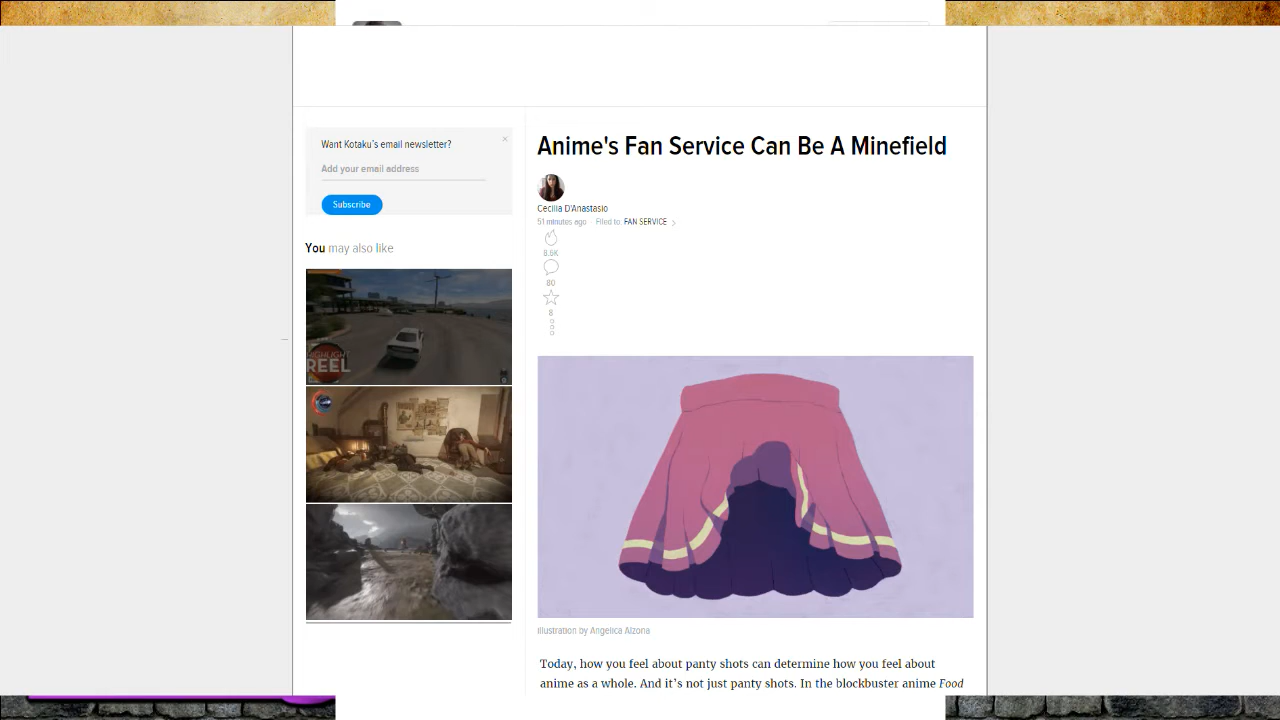 Want Kotaku's email newsletter?
Add your email address
Subscribe
You may also like
HIGHLIGHT
REEL
Anime's Fan Service Can Be A Minefield
Cecilia D'Anastasio
51 minutes ago · Filed to: FAN SERVICE >
8.6K
80
8
Illustration by Angelica Alzona
Today, how you feel about panty shots can determine how you feel about
anime as a whole. And it's not just panty shots. In the blockbuster anime Food